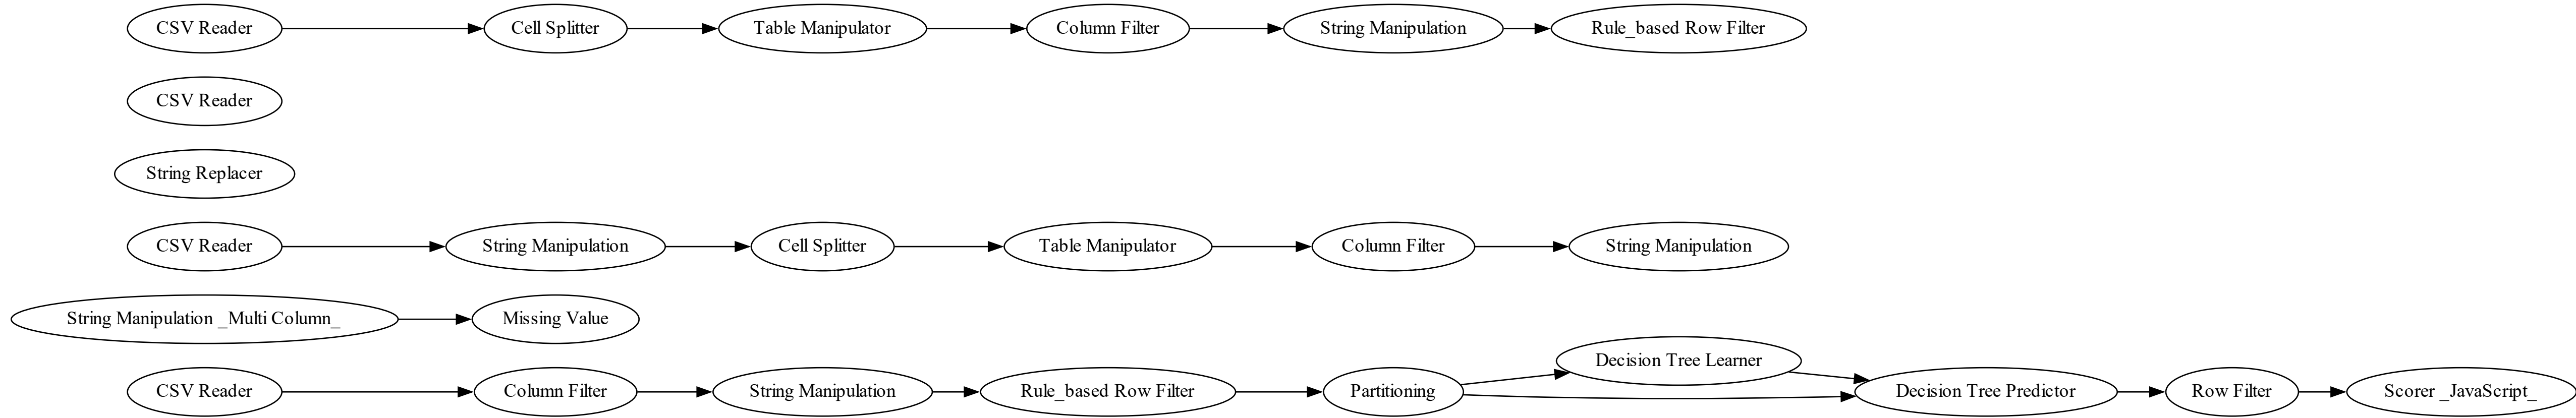 CSV Reader
Cell Splitter
Table Manipulator
Column Filter
String Manipulation
Rule_based Row Filter
CSV Reader
String Replacer
CSV Reader
String Manipulation
Cell Splitter
Table Manipulator
Column Filter
String Manipulation
String Manipulation _Multi Column_
Missing Value
CSV Reader
Column Filter
String Manipulation
Rule_based Row Filter
Partitioning
Decision Tree Learner
Decision Tree Predictor
Row Filter
Scorer _JavaScript_